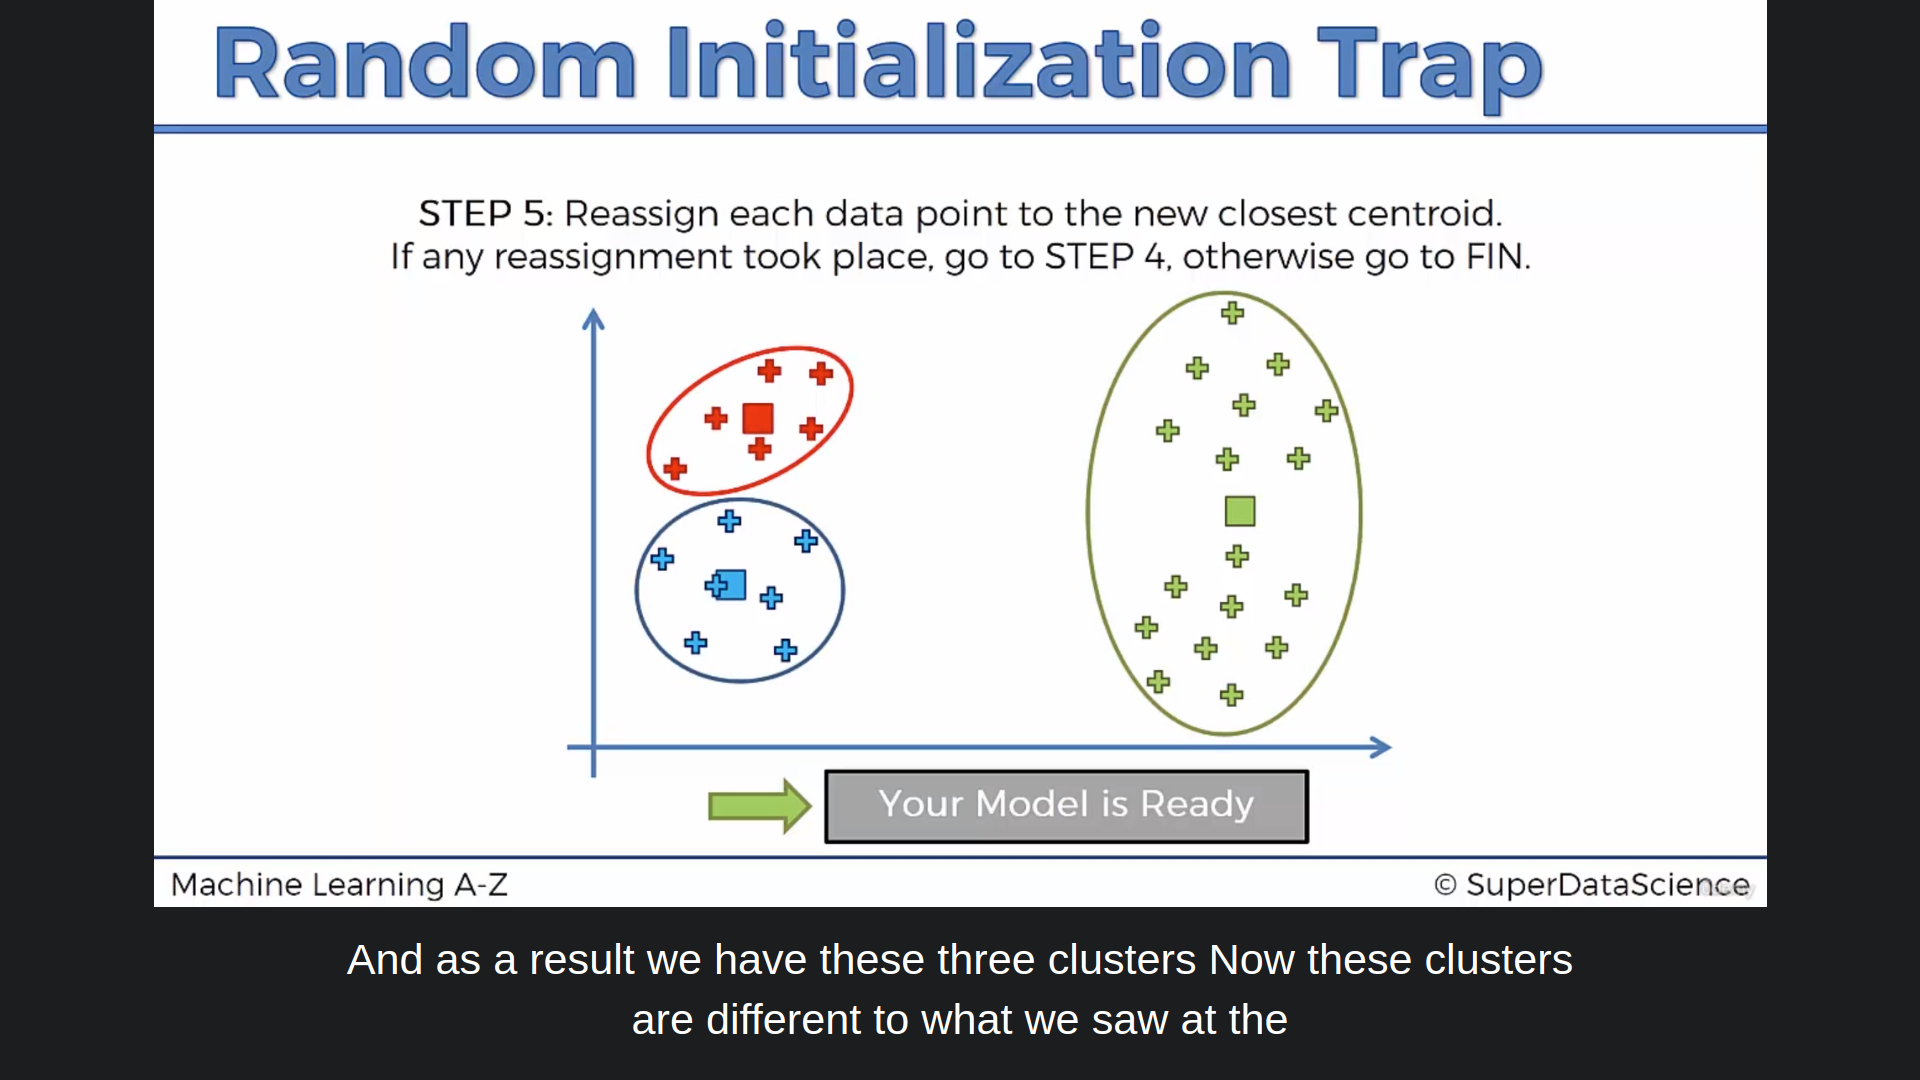 Random Initialization Trap
STEP 5: Reassign each data point to the new closest centroid.
If any reassignment took place, go to STEP 4, otherwise go to FIN.
Your Model is Ready
Machine Learning A-Z
© SuperDataScience
And as a result we have these three clusters Now these clusters
are different to what we saw at the